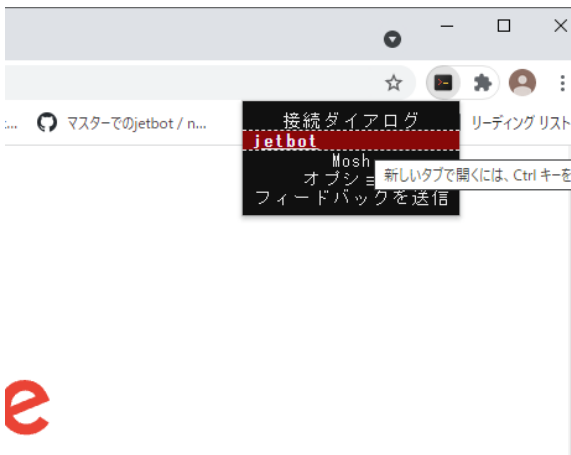 マスターでのjetbot / n...
リーディング リスト
接続ダイアログ
jetbot
Mosh
オプショ
新しいタブで開くには、Ctrl キーを
フィードバックを送信
e